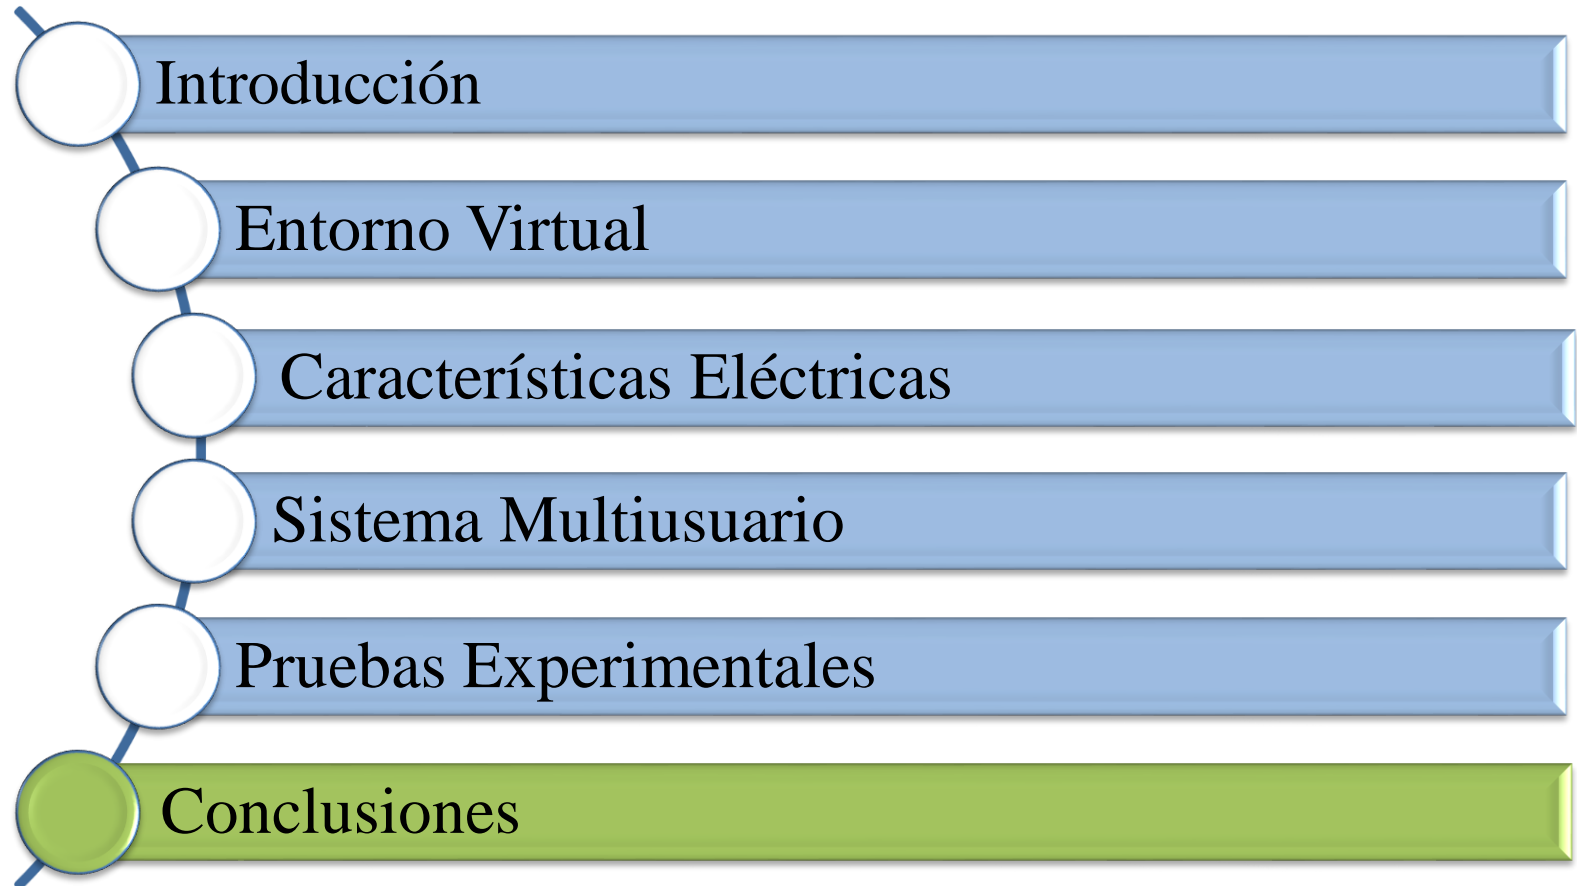 Introducción
Entorno Virtual
Características Eléctricas
Sistema Multiusuario
Pruebas Experimentales
Conclusiones